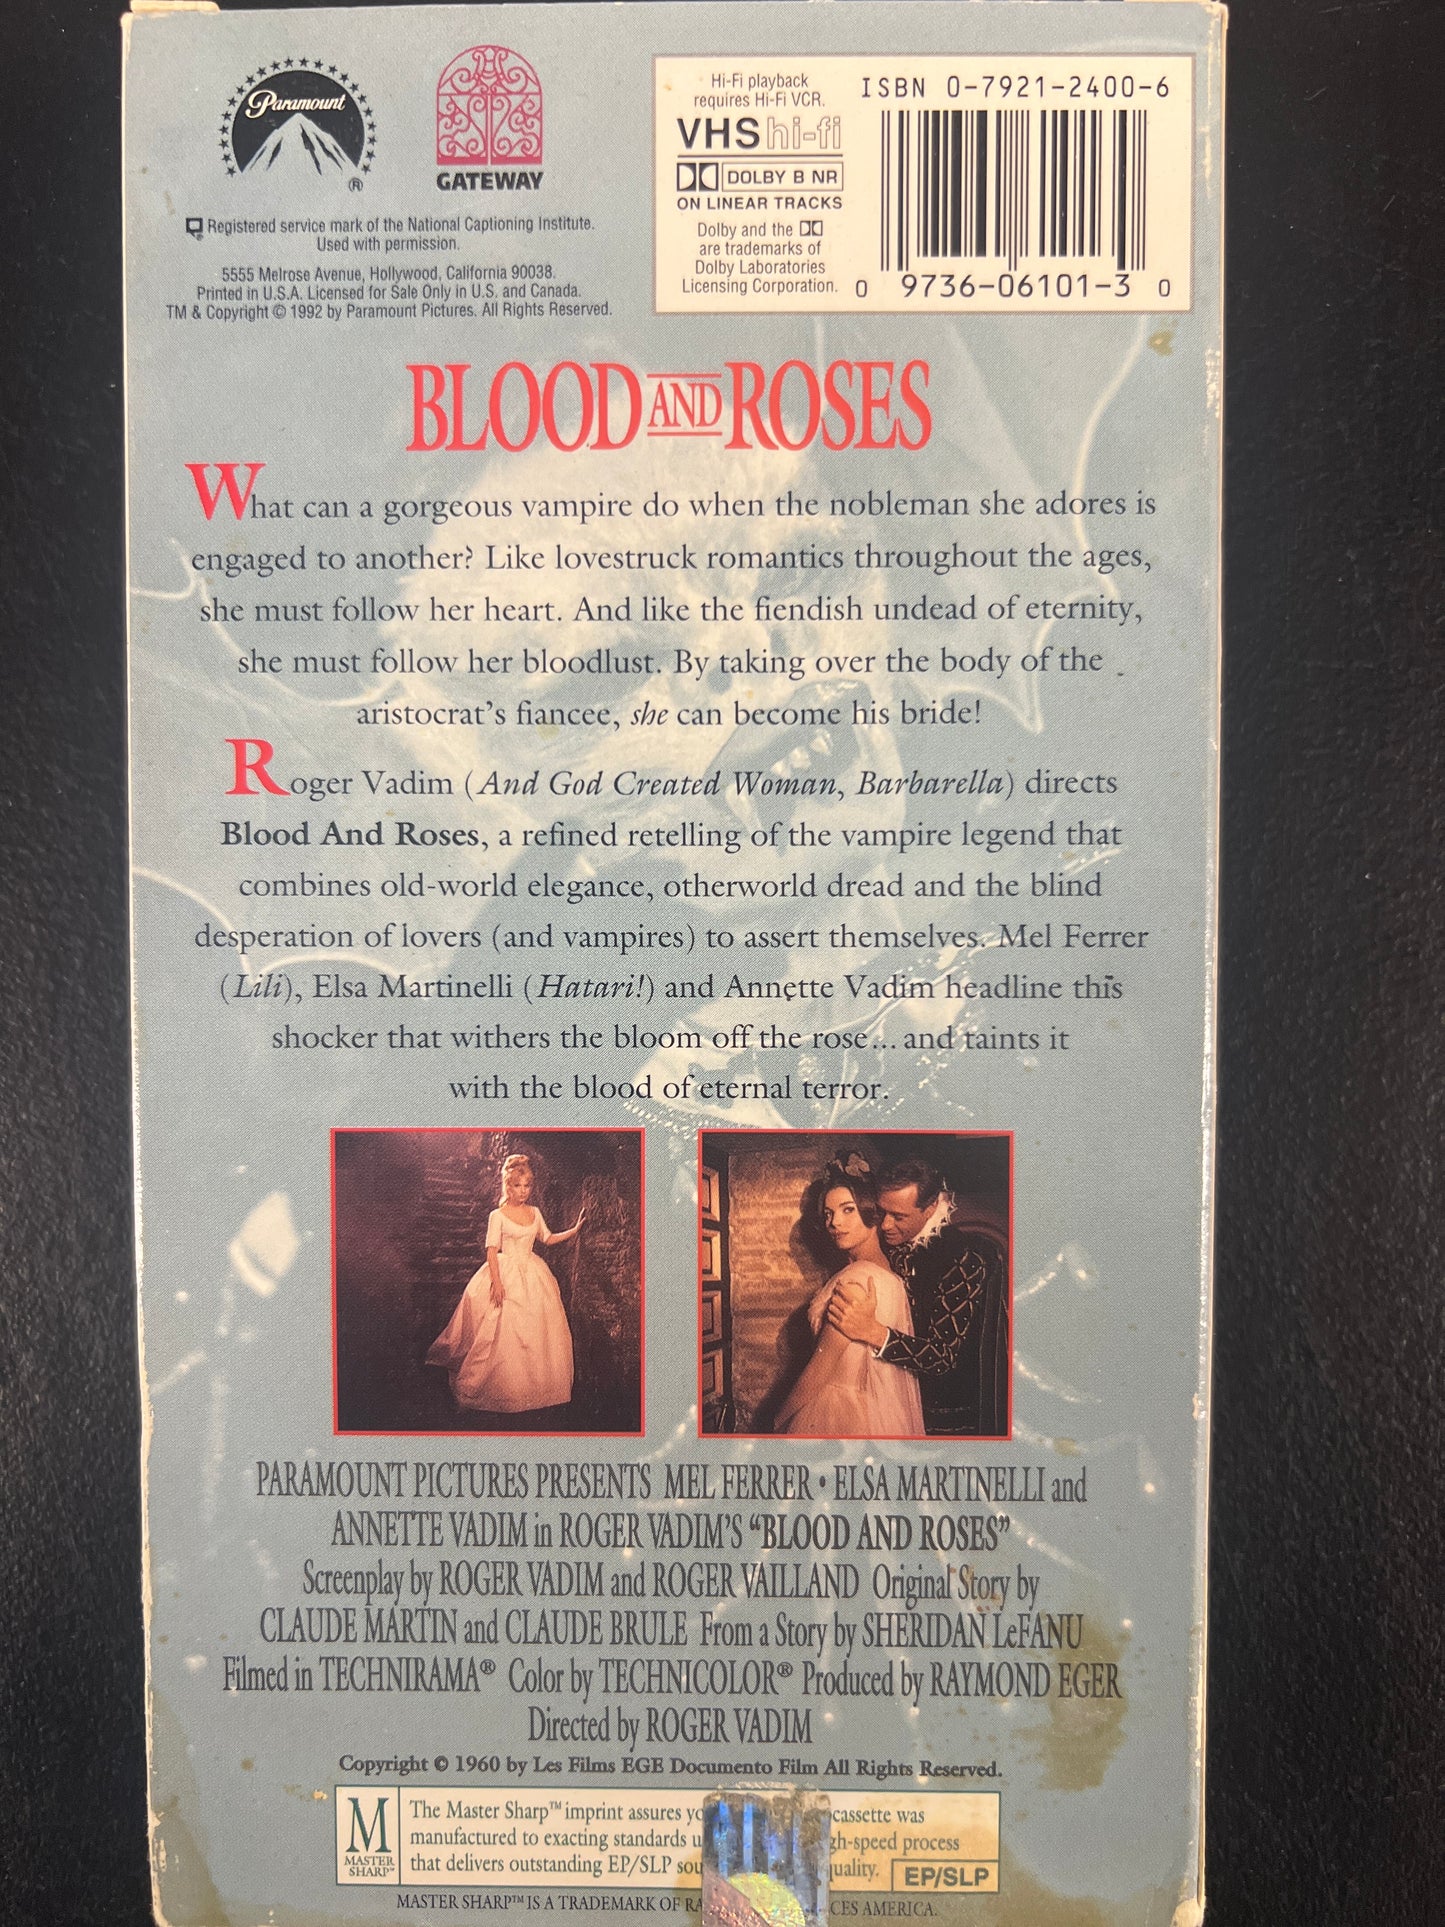 Paramount
®
GATEWAY
Registered service mark of the National Captioning Institute.
Used with permission.
5555 Melrose Avenue, Hollywood, California 90038.
Printed in U.S.A. Licensed for Sale Only in U.S. and Canada.
TM & Copyright © 1992 by Paramount Pictures. All Rights Reserved.
Hi-Fi playback
requires Hi-Fi VCR.
VHS hi-fi
DOLBY B NR
ON LINEAR TRACKS
Dolby and the
are trademarks of
Dolby Laboratories
Licensing Corporation.
ISBN 0-7921-2400-6
0 9736-06101-3 0
BLOOD AND ROSES
What can a gorgeous vampire do when the nobleman she adores is
engaged to another? Like lovestruck romantics throughout the ages,
she must follow her heart. And like the fiendish undead of eternity,
she must follow her bloodlust. By taking over the body of the
aristocrat's fiancee, she can become his bride!
Roger Vadim (And God Created Woman, Barbarella) directs
Blood And Roses, a refined retelling of the vampire legend that
combines old-world elegance, otherworld dread and the blind
desperation of lovers (and vampires) to assert themselves. Mel Ferrer
(Lili), Elsa Martinelli (Hatari!) and Annette Vadim headline this
shocker that withers the bloom off the rose... and taints it
with the blood of eternal terror.
PARAMOUNT PICTURES PRESENTS MEL FERRER • ELSA MARTINELLI and
ANNETTE VADIM in ROGER VADIM'S "BLOOD AND ROSES"
Screenplay by ROGER VADIM and ROGER VAILLAND Original Story by
CLAUDE MARTIN and CLAUDE BRULE From a Story by SHERIDAN LeFANU
Filmed in TECHNIRAMA® Color by TECHNICOLOR® Produced by RAYMOND EGER
Directed by ROGER VADIM
Copyright © 1960 by Les Films EGE Documento Film All Rights Reserved.
M
MASTER
SHARP™
The Master Sharp™ imprint assures yo cassette was
manufactured to exacting standards u gh-speed process
that delivers outstanding EP/SLP sou quality.
EP/SLP
MASTER SHARP™ IS A TRADEMARK OF RA CES AMERICA.